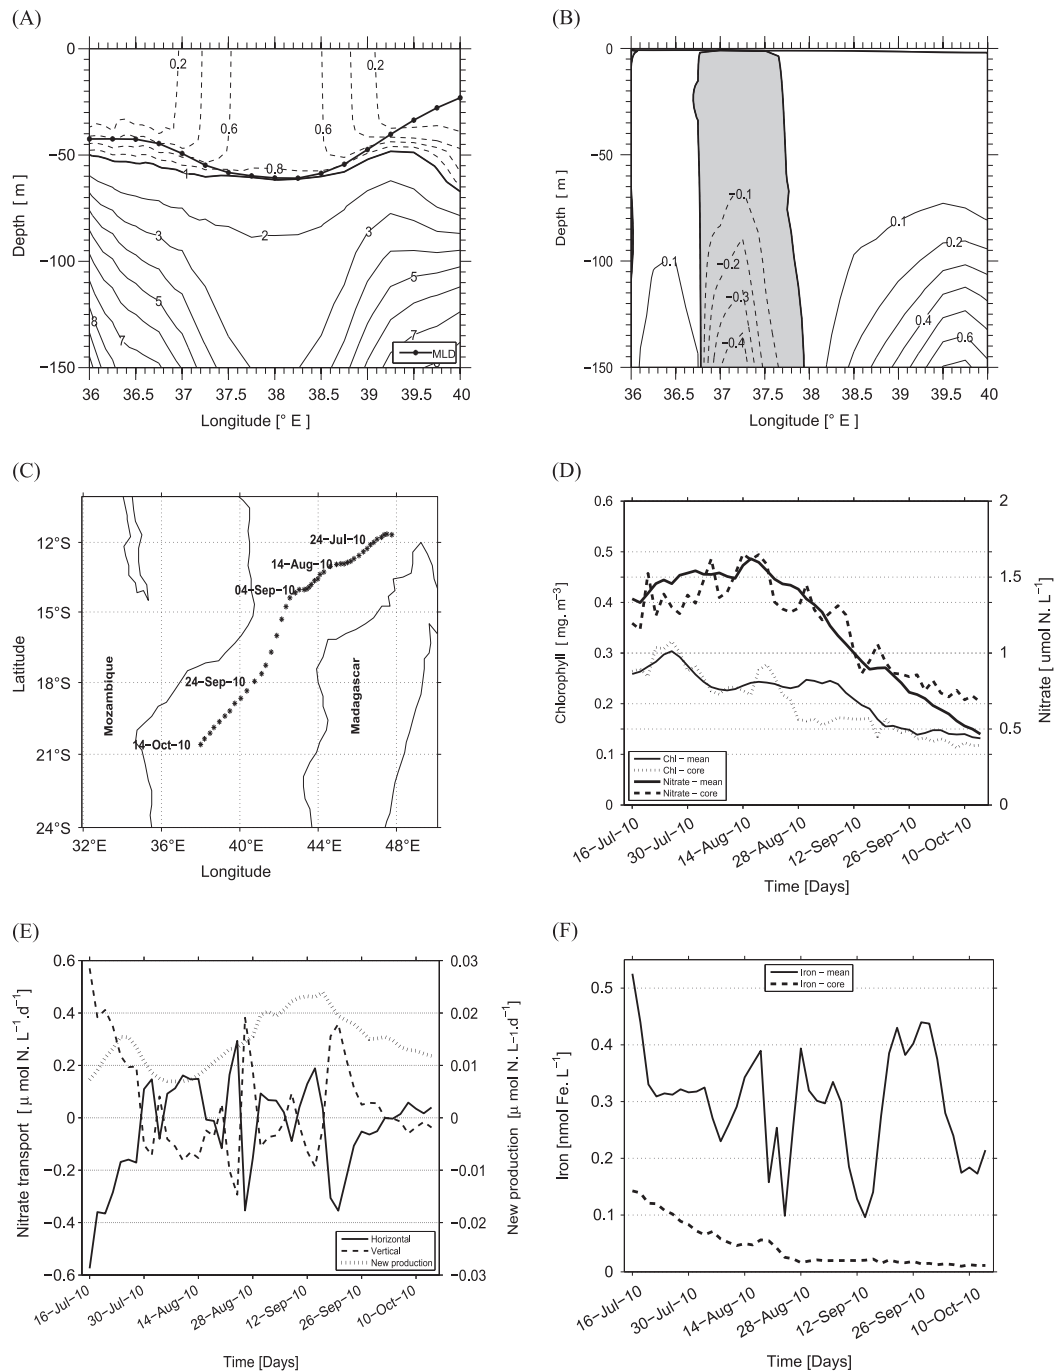 (A)
(B)
0
−50
−100
−150
Depth [ m ]
0.2
0.2
0.6
0.6
0.8
1
2
3
3
5
5
7
7
8
MLD
36 36.5 37 37.5 38 38.5 39 39.5 40
Longitude [° E ]
0
−50
−100
−150
Depth [ m ]
−0.1
−0.2
−0.3
−0.4
0.1
0.1
0.2
0.4
0.6
36 36.5 37 37.5 38 38.5 39 39.5 40
Longitude [° E ]
(C)
(D)
12°S
15°S
18°S
21°S
24°S
Latitude
24−Jul−10
14−Aug−10
04−Sep−10
24−Sep−10
14−Oct−10
Mozambique
Madagascar
32°E 36°E 40°E 44°E 48°E
Longitude
0.6
0.5
0.4
0.3
0.2
0.1
0
Chlorophyll [ mg. m−3]
2
1.5
1
0.5
0
Nitrate [ umol N. L−1]
Chl − mean
Chl − core
Nitrate − mean
Nitrate − core
16−Jul−10 30−Jul−10 14−Aug−10 28−Aug−10 12−Sep−10 26−Sep−10 10−Oct−10
Time [Days]
(E)
(F)
0.6
0.4
0.2
0
−0.2
−0.4
0.6
Nitrate transport [ μ mol N. L−1.d−1]
0.03
0.02
0.01
0
−0.01
−0.02
−0.03
New production [μ mol N. L−1.d−1]
Horizontal
Vertical
New production
16−Jul−10 30−Jul−10 14−Aug−10 28−Aug−10 12−Sep−10 26−Sep−10 10−Oct−10
Time [Days]
0.5
0.4
0.3
0.2
0.1
0
Iron [nmol Fe. L−1]
Iron − mean
Iron − core
16−Jul−10 30−Jul−10 14−Aug−10 28−Aug−10 12−Sep−10 26−Sep−10 10−Oct−10
Time [Days]